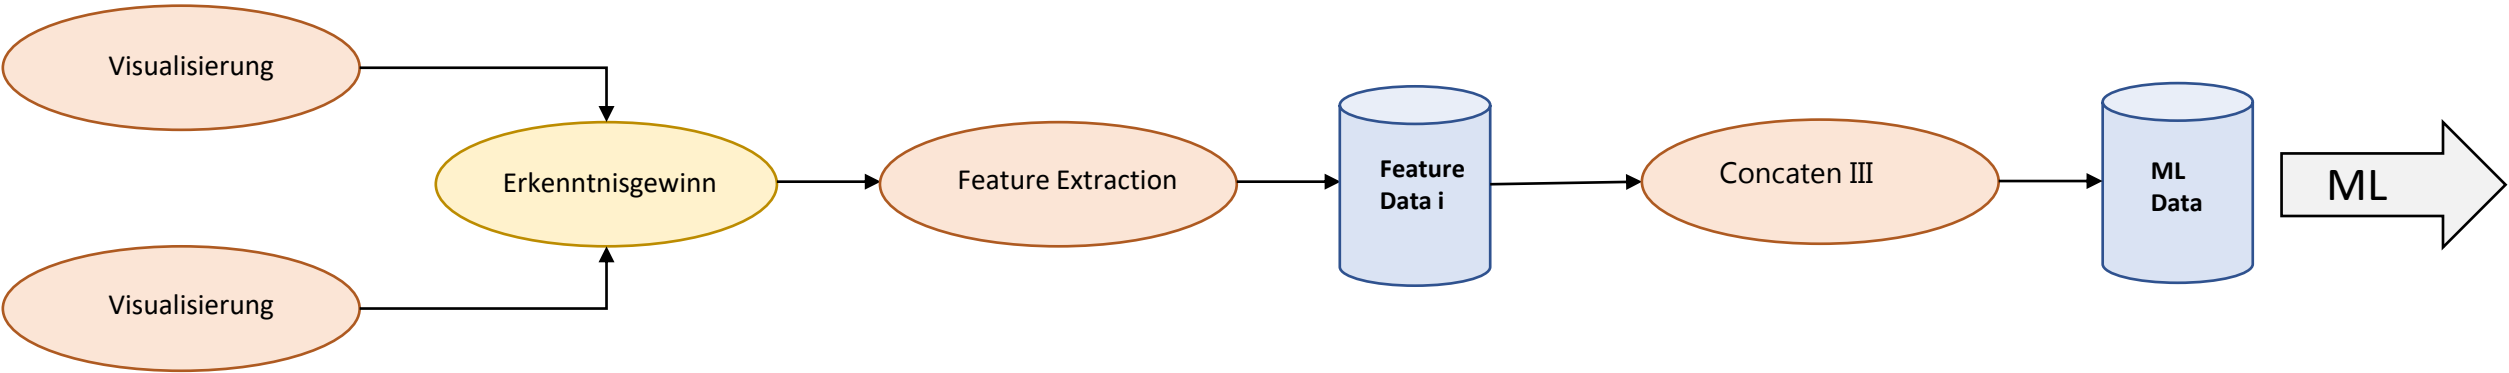 Visualisierung
Visualisierung
Erkenntnisgewinn
Feature Extraction
Feature
Data i
Concaten III
ML
Data
ML